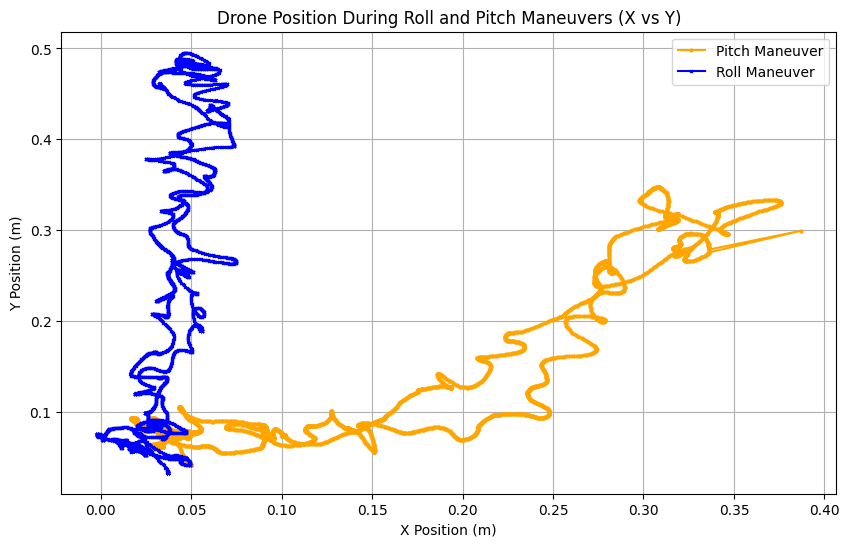 Drone Position During Roll and Pitch Maneuvers (X vs Y)
Pitch Maneuver
Roll Maneuver
Y Position (m)
0.5
0.4
0.3
0.2
0.1
0.00 0.05 0.10 0.15 0.20 0.25 0.30 0.35 0.40
X Position (m)